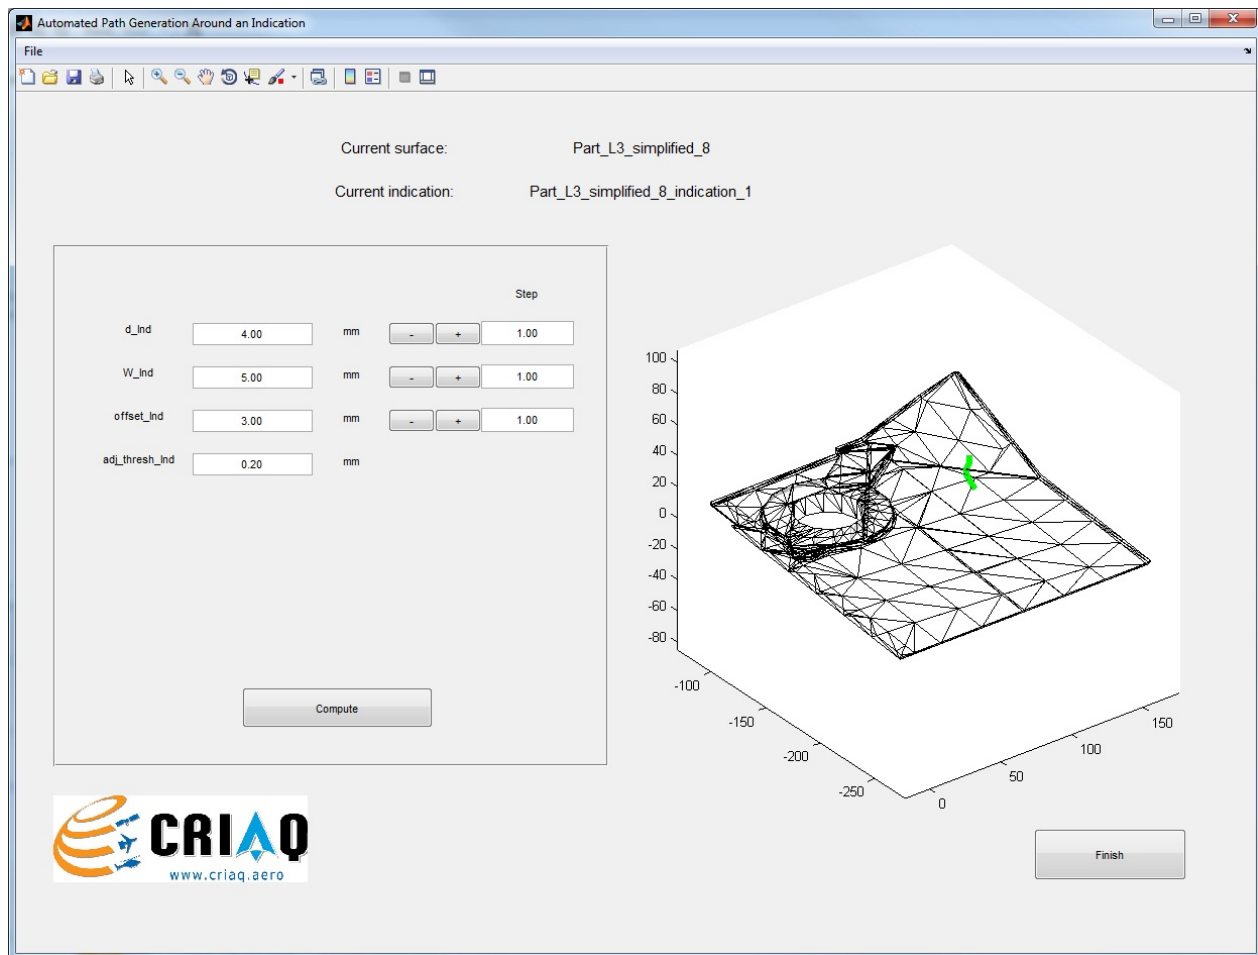 Automated Path Generation Around an Indication
File
Current surface: Part_L3_simplified_8
Current indication: Part_L3_simplified_8_indication_1
Step
d_Ind 4.00 mm - + 1.00
W_Ind 5.00 mm - + 1.00
offset_Ind 3.00 mm - + 1.00
adj_thresh_Ind 0.20 mm
Compute
100
80
60
40
20
0
-20
-40
-60
-80
-100
-150
-200
-250
0
50
100
150
CRIAQ
www.criaq.aero
Finish